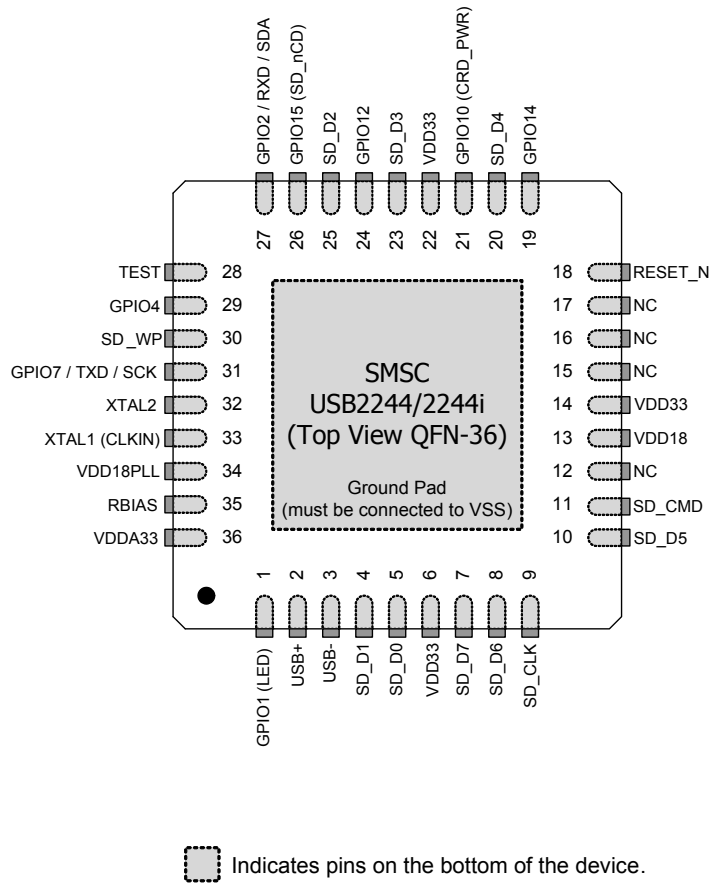 GPIO2 / RXD / SDA
GPIO15 (SD_nCD)
SD_D2
GPIO12
SD_D3
VDD33
GPIO10 (CRD_PWR)
SD_D4
GPIO14
27
26
25
24
23
22
21
20
19
TEST
28
GPIO4
29
SD_WP
30
GPIO7 / TXD / SCK
31
XTAL2
32
XTAL1 (CLKIN)
33
VDD18PLL
34
RBIAS
35
VDDA33
36
SMSC
USB2244/2244i
(Top View QFN-36)
Ground Pad
(must be connected to VSS)
18
RESET_N
17
NC
16
NC
15
NC
14
VDD33
13
VDD18
12
NC
11
SD_CMD
10
SD_D5
1
2
3
4
5
6
7
8
9
GPIO1 (LED)
USB+
USB-
SD_D1
SD_D0
VDD33
SD_D7
SD_D6
SD_CLK
Indicates pins on the bottom of the device.